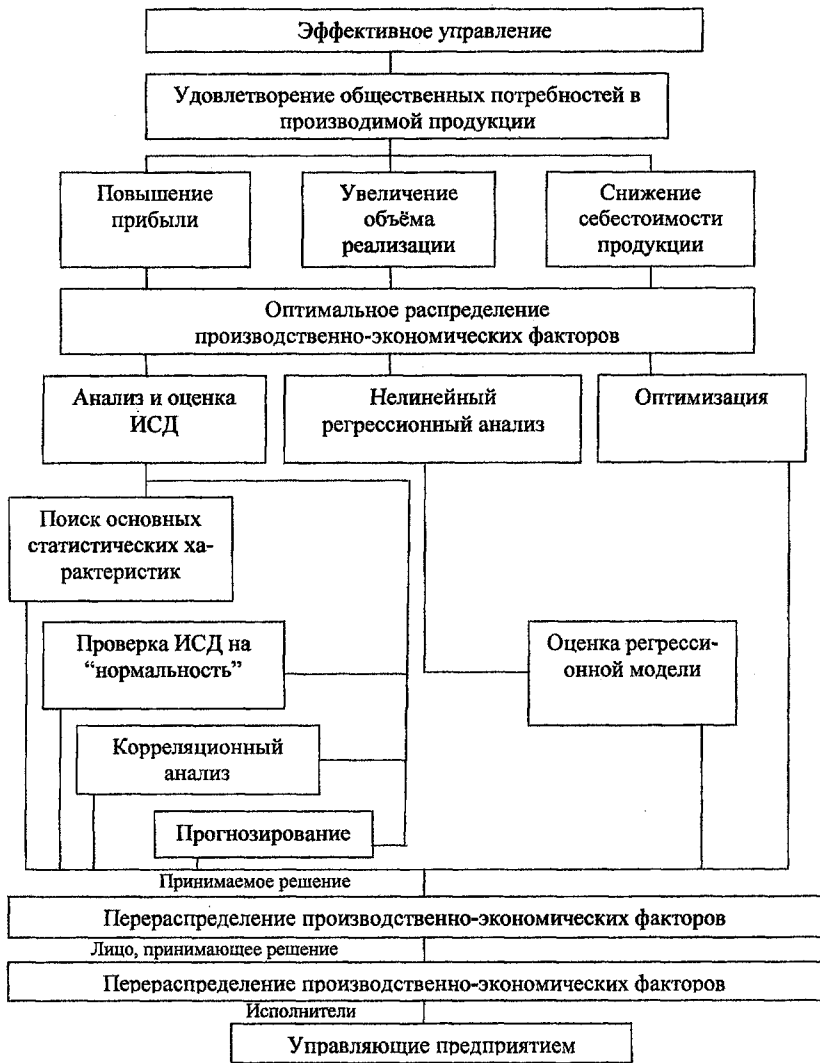 Эффективное управление
Удовлетворение общественных потребностей в
производимой продукции
Повышение
прибыли
Увеличение
объёма
реализации
Снижение
себестоимости
продукции
Оптимальное распределение
производственно-экономических факторов
Анализ и оценка
ИСД
Нелинейный
регрессионный анализ
Оптимизация
Поиск основных
статистических ха-
рактеристик
Проверка ИСД на
“нормальность”
Оценка регресси-
онной модели
Корреляционный
анализ
Прогнозирование
Принимаемое решение
Перераспределение производственно-экономических факторов
Лицо, принимающее решение
Перераспределение производственно-экономических факторов
Исполнители
Управляющие предприятием